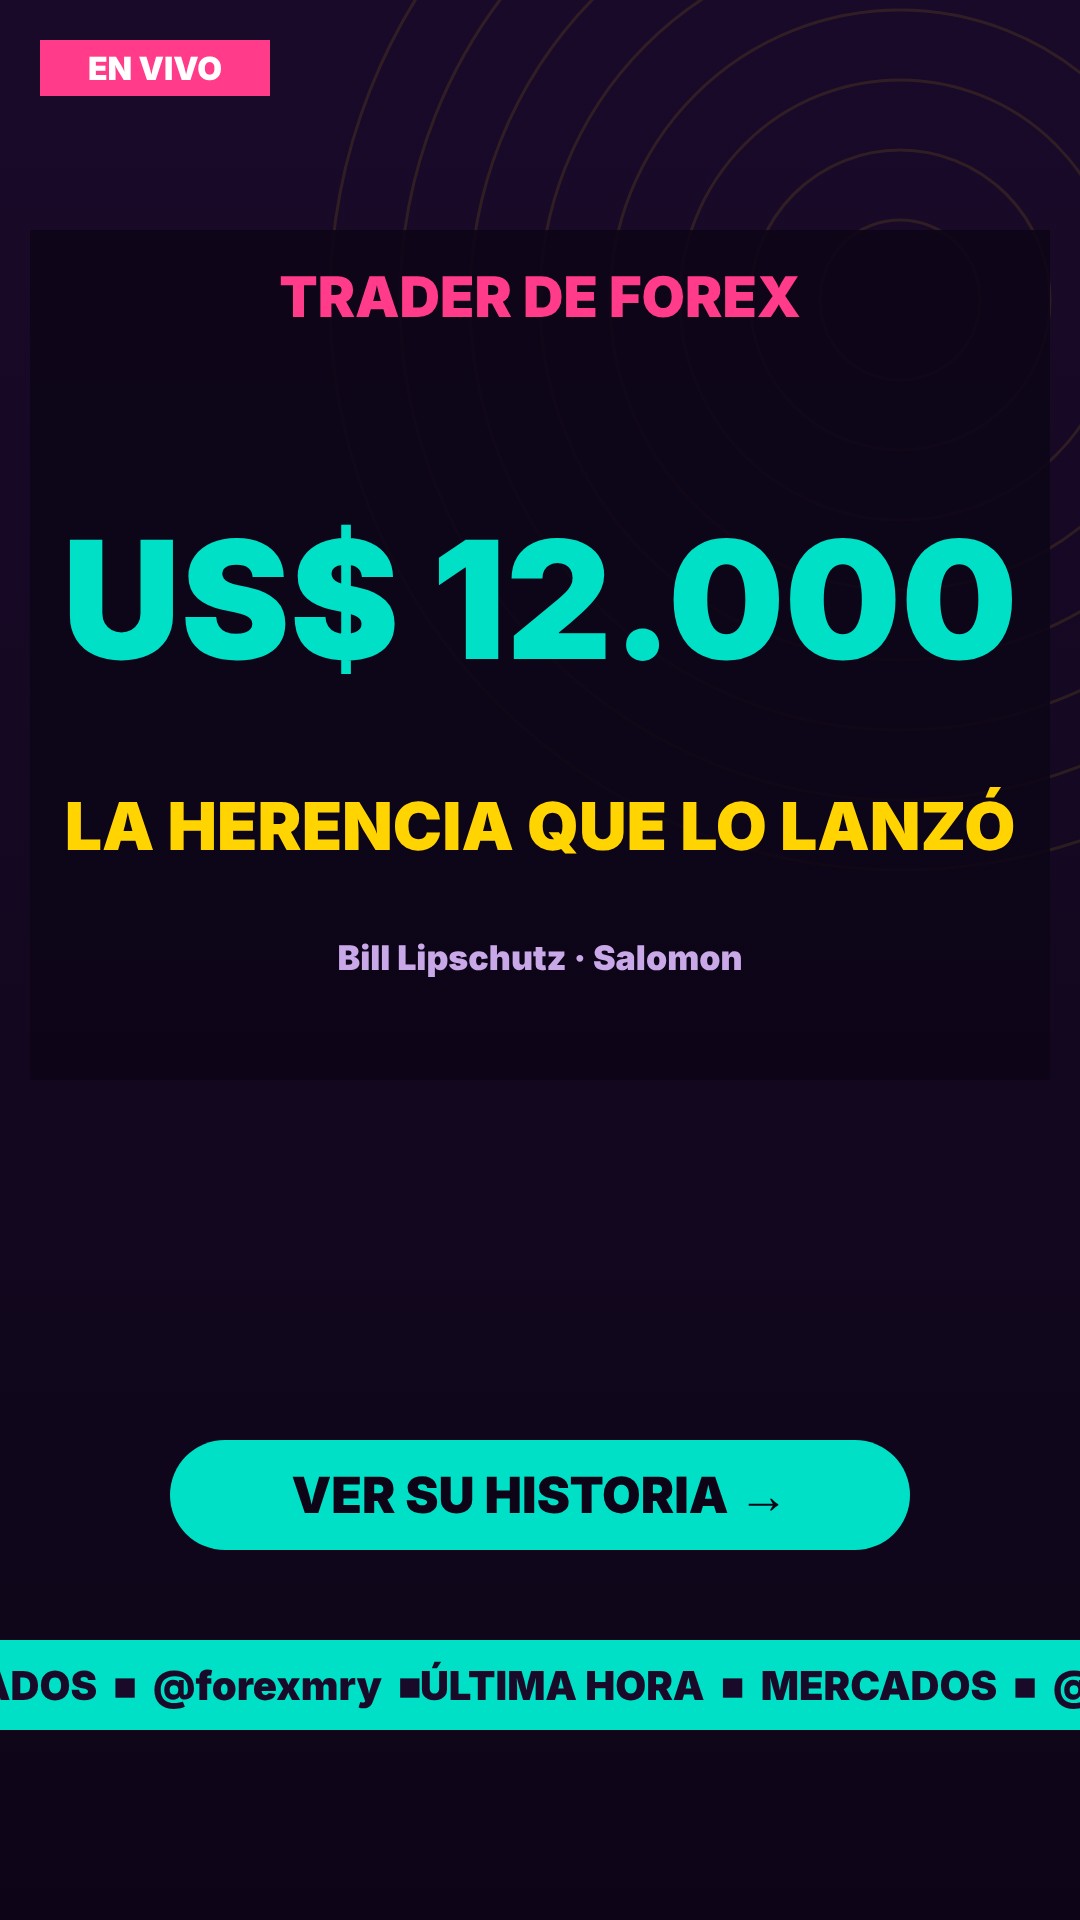 EN VIVO
TRADER DE FOREX
US$ 12.000
LA HERENCIA QUE LO LANZÓ
Bill Lipschutz · Salomon
VER SU HISTORIA →
ADOS ■ @forexmry ■ÚLTIMA HORA ■ MERCADOS ■ @